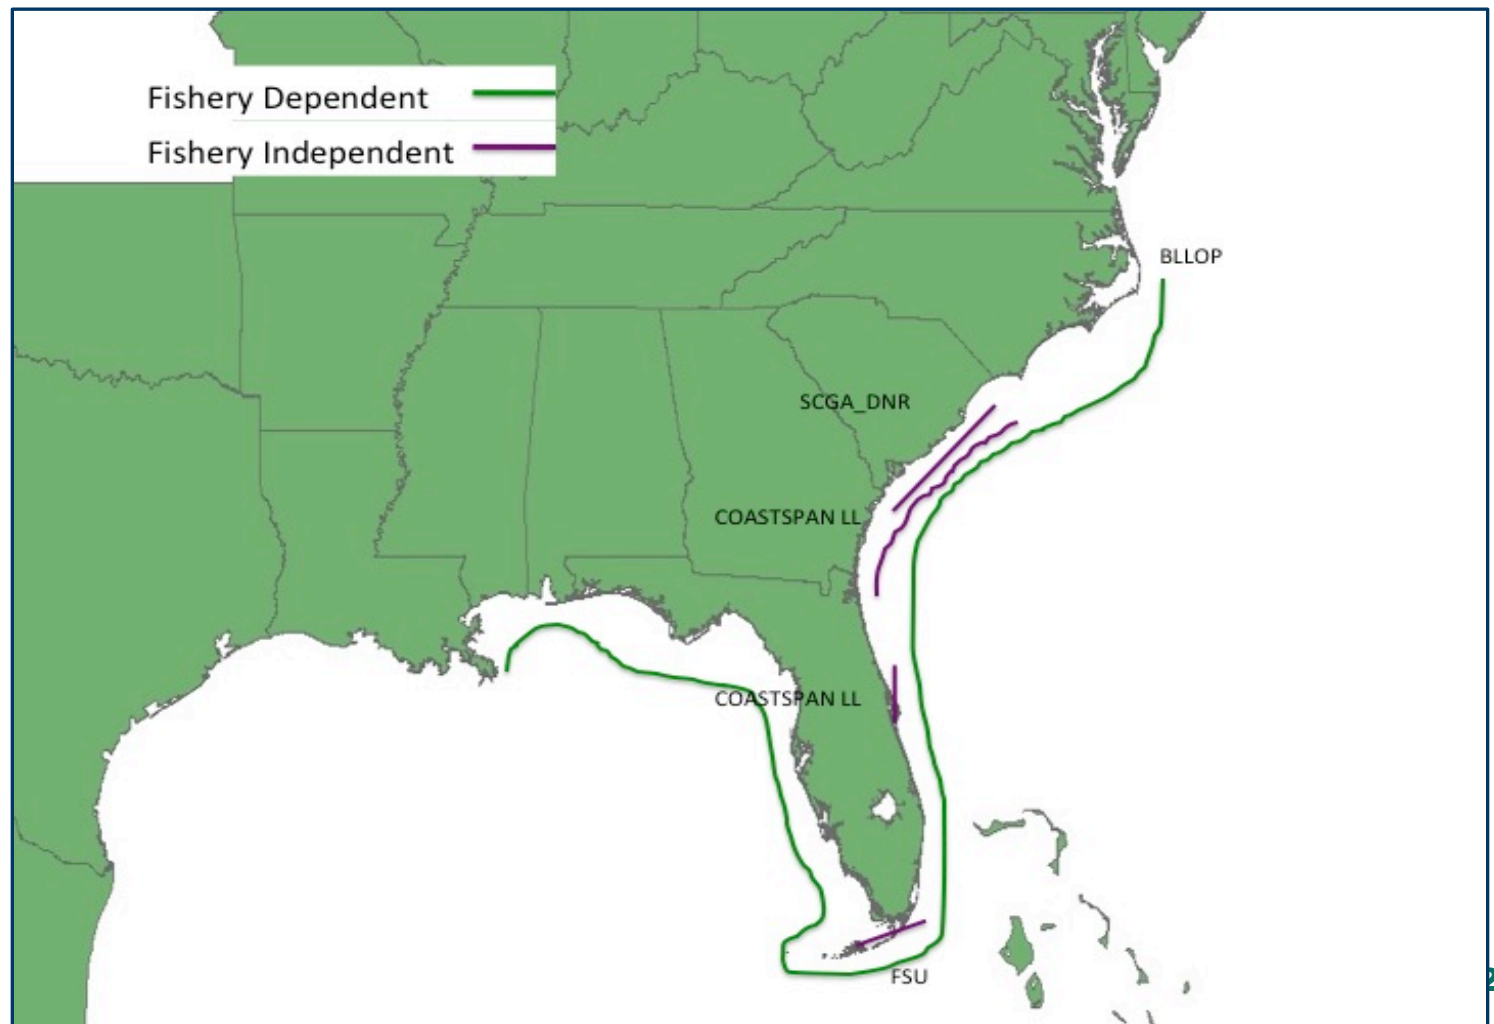 Fishery Dependent
Fishery Independent
BLLOP
SCGA_DNR
COASTSPAN LL
COASTSPAN LL
FSU